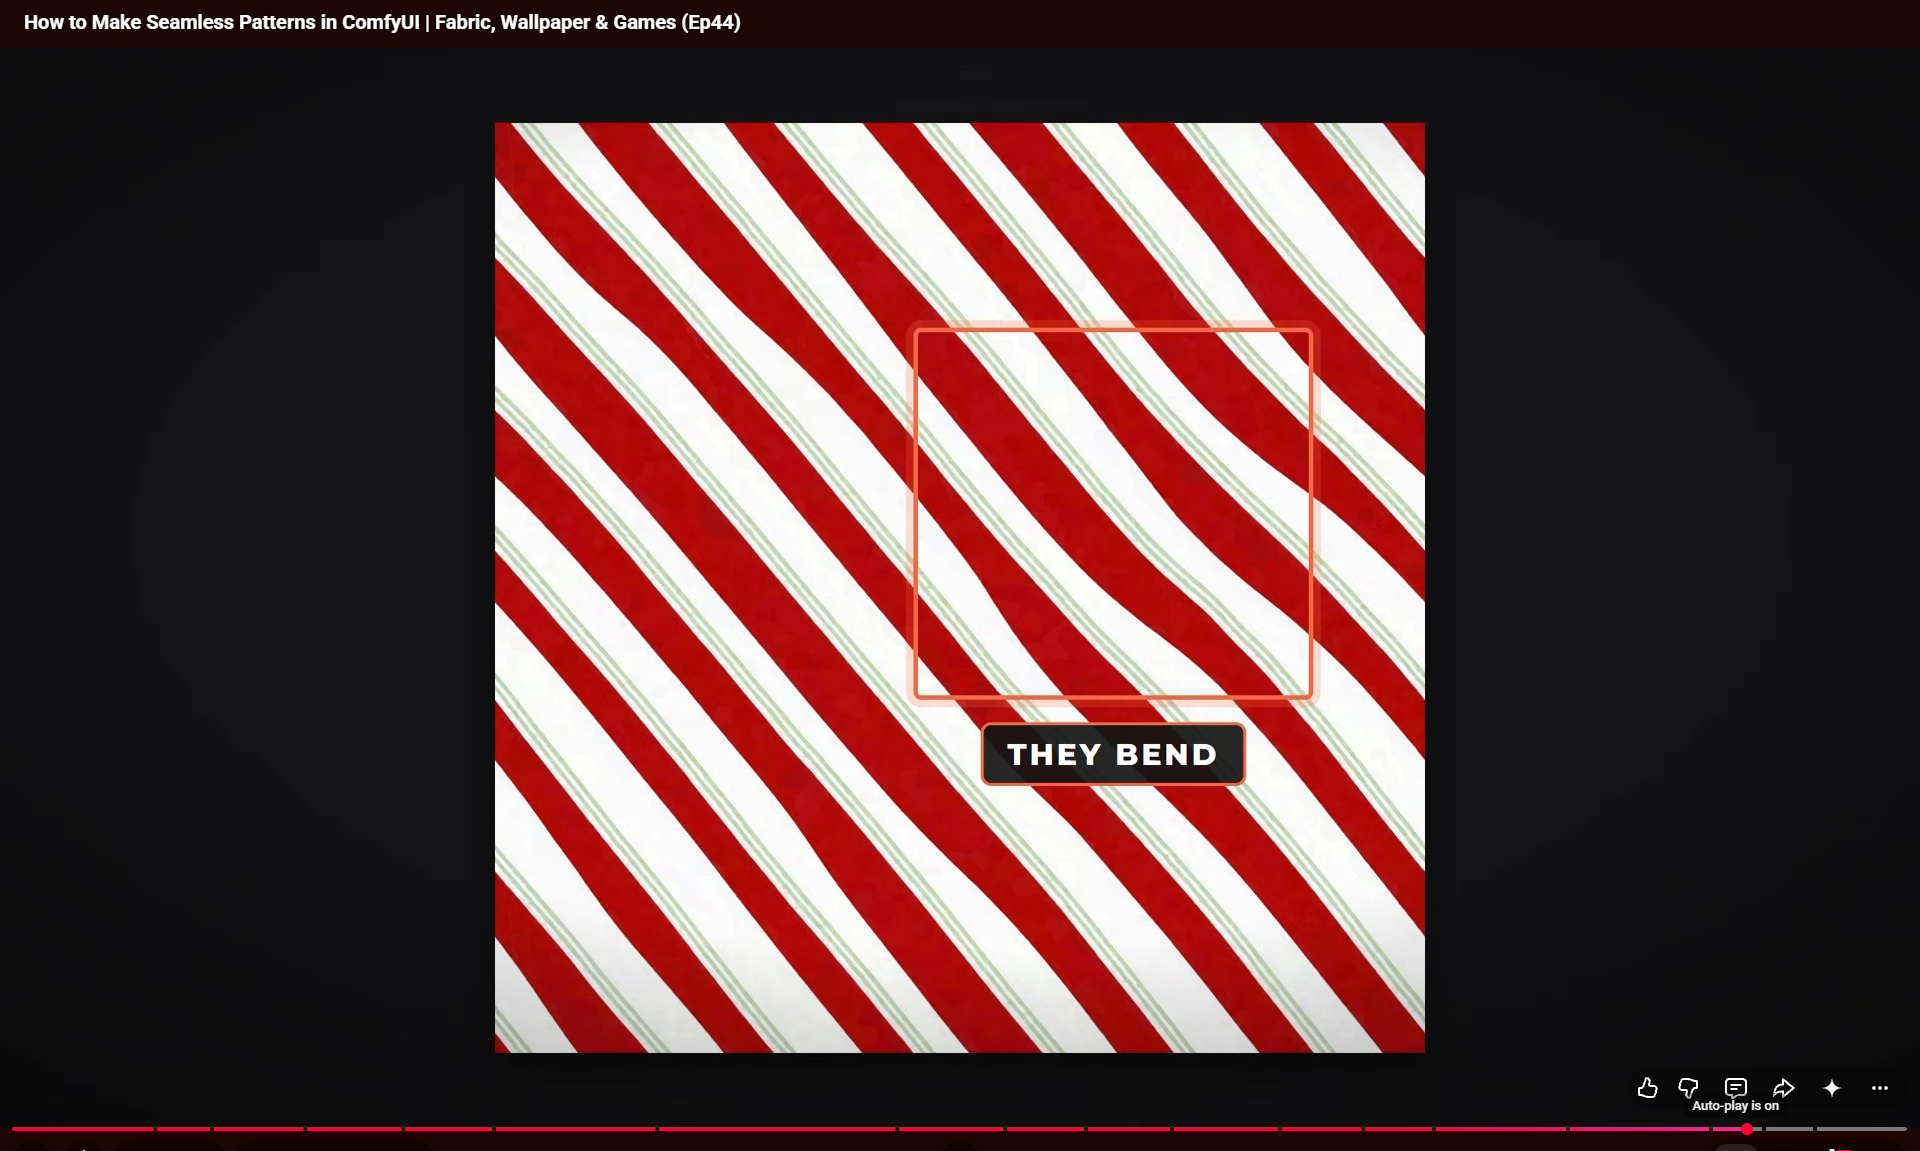 How to Make Seamless Patterns in ComfyUI | Fabric, Wallpaper & Games (Ep44)
THEY BEND
Auto-play is on